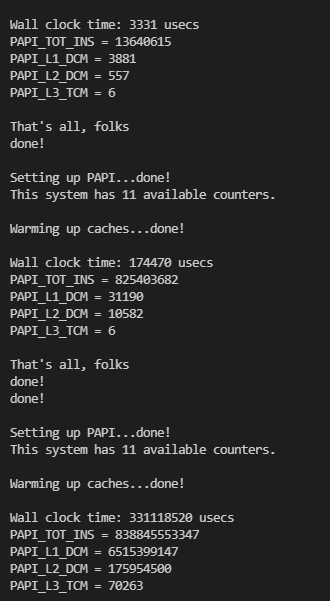 Wall clock time: 3331 usecs
PAPI_TOT_INS = 13640615
PAPI_L1_DCM = 3881
PAPI_L2_DCM = 557
PAPI_L3_TCM = 6
That's all, folks
done!
Setting up PAPI...done!
This system has 11 available counters.
Warming up caches...done!
Wall clock time: 174470 usecs
PAPI_TOT_INS = 825403682
PAPI_L1_DCM = 31190
PAPI_L2_DCM = 10582
PAPI_L3_TCM = 6
That's all, folks
done!
done!
Setting up PAPI...done!
This system has 11 available counters.
Warming up caches...done!
Wall clock time: 331118520 usecs
PAPI_TOT_INS = 838845553347
PAPI_L1_DCM = 6515399147
PAPI_L2_DCM = 175954500
PAPI_L3_TCM = 70263